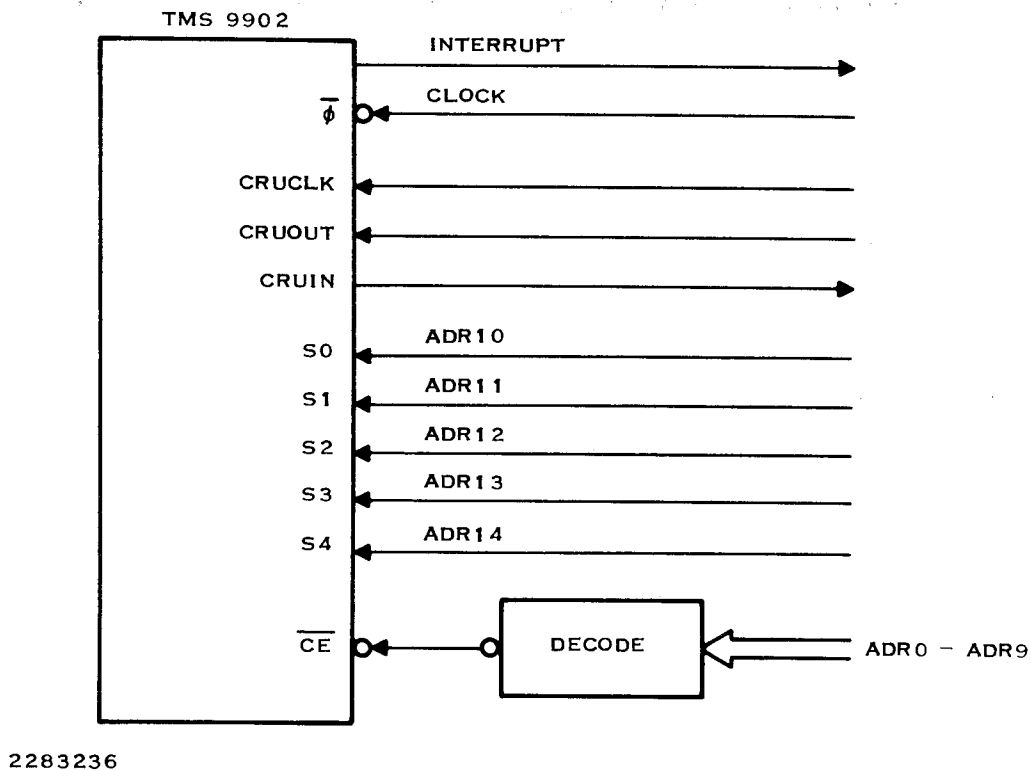 TMS 9902
INTERRUPT
CLOCK
ϕ̅
CRUCLK
CRUOUT
CRUIN
ADR10
S0
ADR11
S1
ADR12
S2
ADR13
S3
ADR14
S4
C̅E̅
DECODE
ADR0 - ADR9
2283236